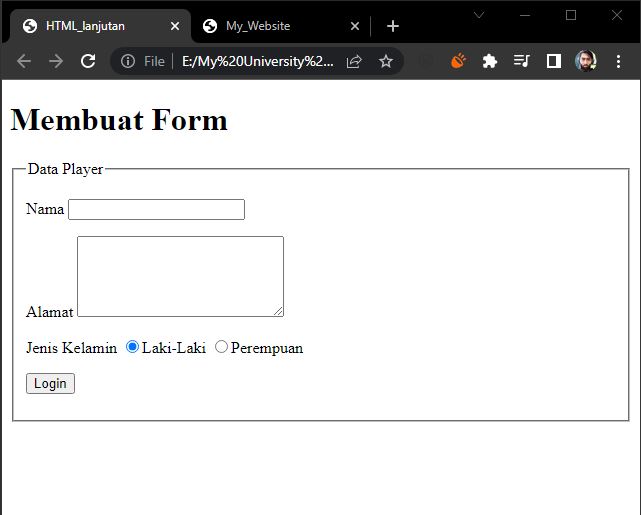 HTML_lanjutan
My_Website
File
E:/My%20University%2...
Membuat Form
Data Player
Nama
Alamat
Jenis Kelamin Laki-Laki Perempuan
Login